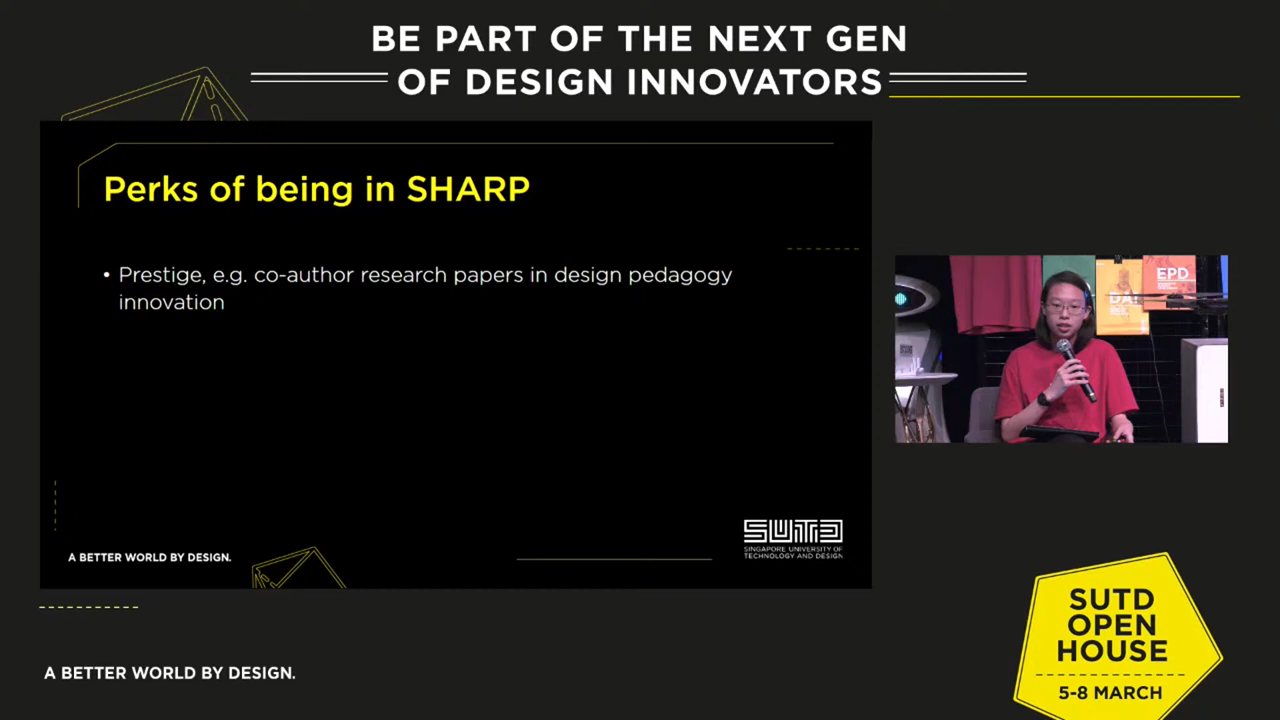 BE PART OF THE NEXT GEN
OF DESIGN INNOVATORS
Perks of being in SHARP
• Prestige, e.g. co-author research papers in design pedagogy
innovation
DAI
EPD
A BETTER WORLD BY DESIGN.
SUTD
SINGAPORE UNIVERSITY OF
TECHNOLOGY AND DESIGN
A BETTER WORLD BY DESIGN.
SUTD
OPEN
HOUSE
5-8 MARCH